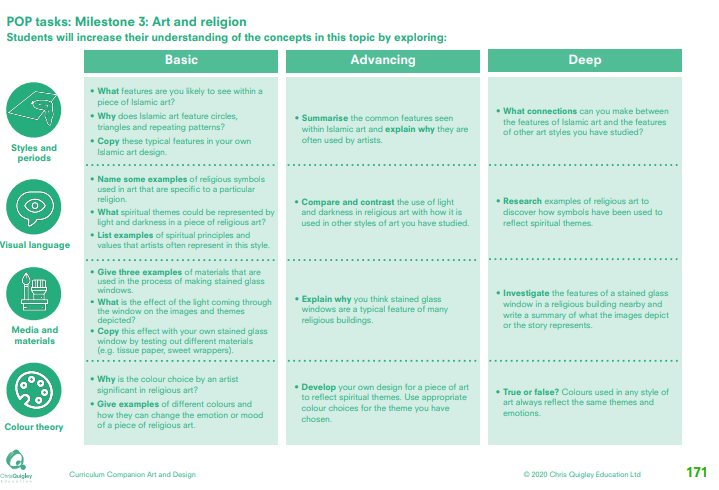 POP tasks: Milestone 3: Art and religion
Students will increase their understanding of the concepts in this topic by exploring:
Basic
Advancing
Deep
Styles and
periods
• What features are you likely to see within a
piece of Islamic art?
• Why does Islamic art feature circles,
triangles and repeating patterns?
• Copy these typical features in your own
Islamic art design.
• Summarise the common features seen
within Islamic art and explain why they are
often used by artists.
• What connections can you make between
the features of Islamic art and the features
of other art styles you have studied?
Visual language
• Name some examples of religious symbols
used in art that are specific to a particular
religion.
• What spiritual themes could be represented by
light and darkness in a piece of religious art?
• List examples of spiritual principles and
values that artists often represent in this style.
• Compare and contrast the use of light
and darkness in religious art with how it is
used in other styles of art you have studied.
• Research examples of religious art to
discover how symbols have been used to
reflect spiritual themes.
Media and
materials
• Give three examples of materials that are
used in the process of making stained glass
windows.
• What is the effect of the light coming through
the window on the images and themes
depicted?
• Copy this effect with your own stained glass
window by testing out different materials
(e.g. tissue paper, sweet wrappers).
• Explain why you think stained glass
windows are a typical feature of many
religious buildings.
• Investigate the features of a stained glass
window in a religious building nearby and
write a summary of what the images depict
or the story represents.
Colour theory
• Why is the colour choice by an artist
significant in religious art?
• Give examples of different colours and
how they can change the emotion or mood
of a piece of religious art.
• Develop your own design for a piece of art
to reflect spiritual themes. Use appropriate
colour choices for the theme you have
chosen.
• True or false? Colours used in any style of
art always reflect the same themes and
emotions.
ChrisQuigley
Education
Curriculum Companion Art and Design
© 2020 Chris Quigley Education Ltd
171